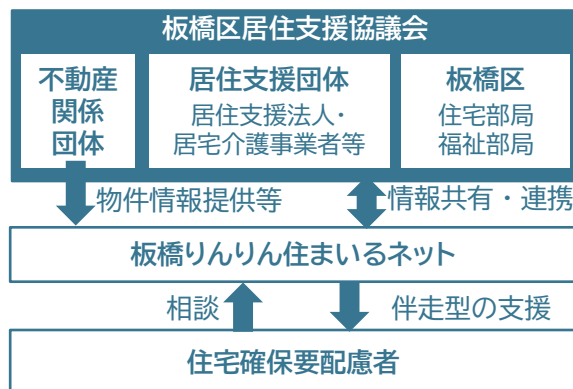 板橋区居住支援協議会
不動産
関係
団体
居住支援団体
居住支援法人・
居宅介護事業者等
板橋区
住宅部局
福祉部局
物件情報提供等
情報共有・連携
板橋りんりん住まいるネット
相談
伴走型の支援
住宅確保要配慮者